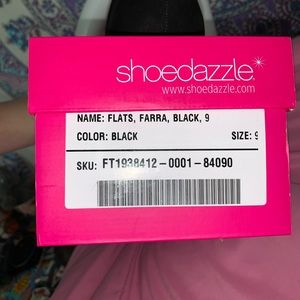 shoedazzle
www.shoedazzle.com
NAME: FLATS, FARRA, BLACK, 9
COLOR: BLACK SIZE: 9
SKU: FT1938412-0001-84090